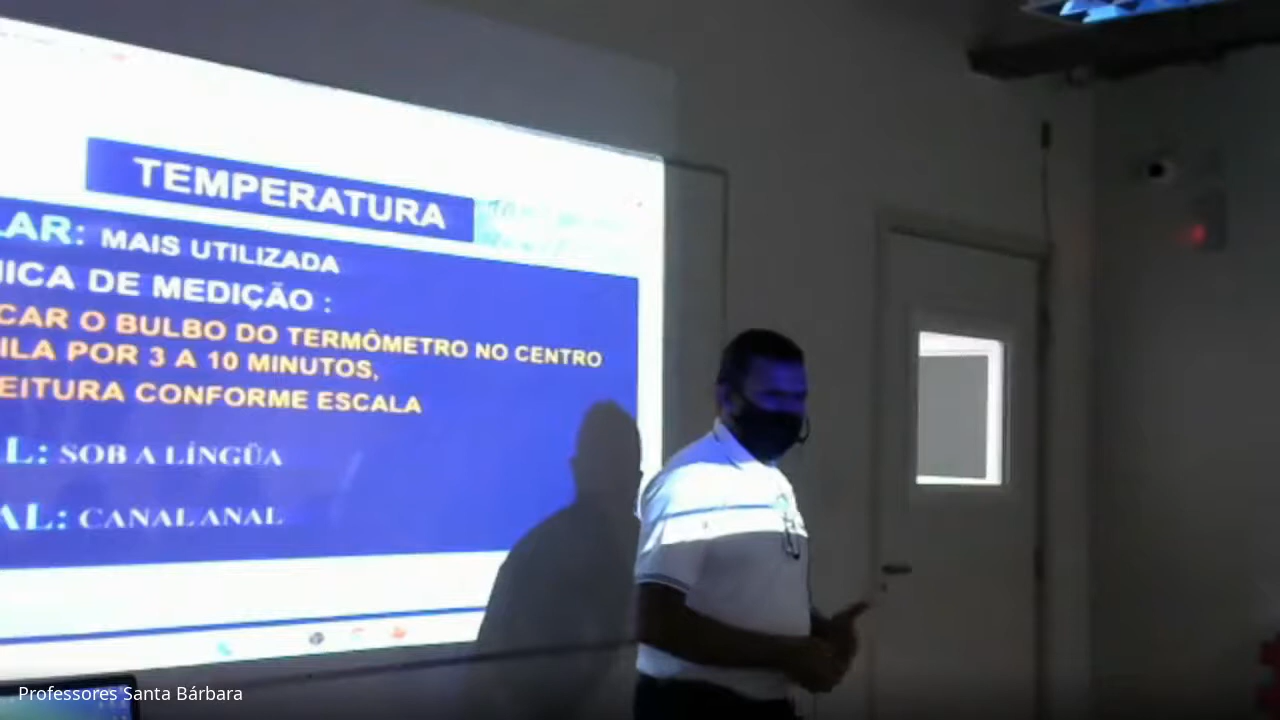 TEMPERATURA
LAR: MAIS UTILIZADA
NICA DE MEDIÇÃO :
CAR O BULBO DO TERMÔMETRO NO CENTRO
ILA POR 3 A 10 MINUTOS,
EITURA CONFORME ESCALA
L: SOB A LÍNGÜA
AL: CANAL ANAL
Professores Santa Bárbara